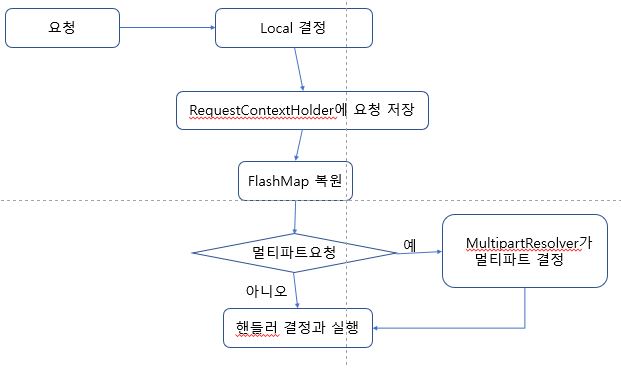 요청
Local 결정
RequestContextHolder에 요청 저장
FlashMap 복원
멀티파트요청
예
MultipartResolver가
멀티파트 결정
아니오
핸들러 결정과 실행